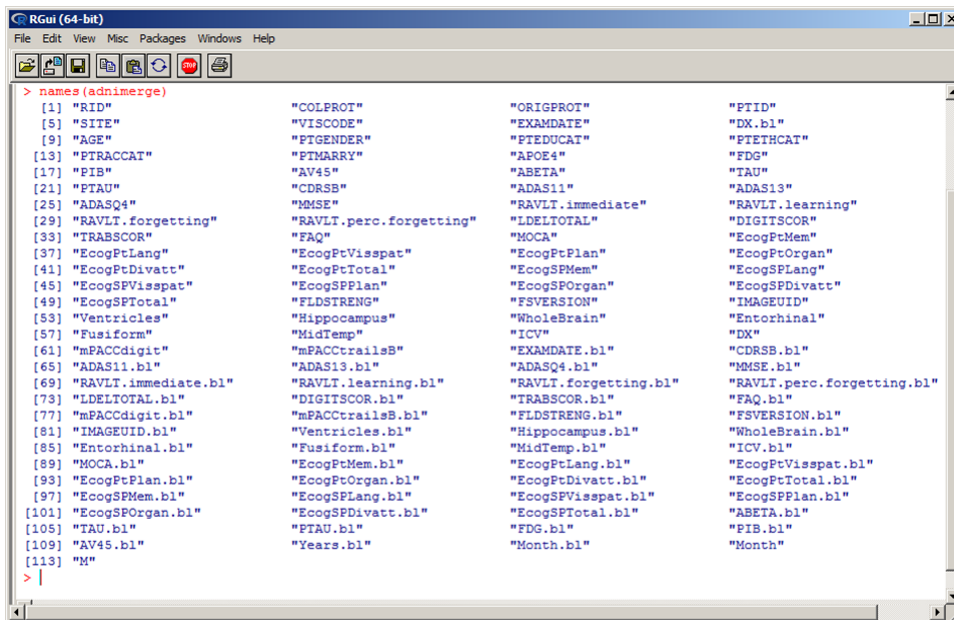 RGui (64-bit)
File Edit View Misc Packages Windows Help
STOP
> names(adnimerge)
[1] "RID" "COLPROT" "ORIGPROT" "PTID"
[5] "SITE" "VISCODE" "EXAMDATE" "DX.bl"
[9] "AGE" "PTGENDER" "PTEDUCAT" "PTETHCAT"
[13] "PTRACCAT" "PTMARRY" "APOE4" "FDG"
[17] "PIB" "AV45" "ABETA" "TAU"
[21] "PTAU" "CDRSB" "ADAS11" "ADAS13"
[25] "ADASQ4" "MMSE" "RAVLT.immediate" "RAVLT.learning"
[29] "RAVLT.forgetting" "RAVLT.perc.forgetting" "LDELTOTAL" "DIGITSCOR"
[33] "TRABSCOR" "FAQ" "MOCA" "EcogPtMem"
[37] "EcogPtLang" "EcogPtVisspat" "EcogPtPlan" "EcogPtOrgan"
[41] "EcogPtDivatt" "EcogPtTotal" "EcogSPMem" "EcogSPLang"
[45] "EcogSPVisspat" "EcogSPPlan" "EcogSPOrgan" "EcogSPDivatt"
[49] "EcogSPTotal" "FLDSTRENG" "FSVERSION" "IMAGEUID"
[53] "Ventricles" "Hippocampus" "WholeBrain" "Entorhinal"
[57] "Fusiform" "MidTemp" "ICV" "DX"
[61] "mPACCdigit" "mPACCtrailsB" "EXAMDATE.bl" "CDRSB.bl"
[65] "ADAS11.bl" "ADAS13.bl" "ADASQ4.bl" "MMSE.bl"
[69] "RAVLT.immediate.bl" "RAVLT.learning.bl" "RAVLT.forgetting.bl" "RAVLT.perc.forgetting.bl"
[73] "LDELTOTAL.bl" "DIGITSCOR.bl" "TRABSCOR.bl" "FAQ.bl"
[77] "mPACCdigit.bl" "mPACCtrailsB.bl" "FLDSTRENG.bl" "FSVERSION.bl"
[81] "IMAGEUID.bl" "Ventricles.bl" "Hippocampus.bl" "WholeBrain.bl"
[85] "Entorhinal.bl" "Fusiform.bl" "MidTemp.bl" "ICV.bl"
[89] "MOCA.bl" "EcogPtMem.bl" "EcogPtLang.bl" "EcogPtVisspat.bl"
[93] "EcogPtPlan.bl" "EcogPtOrgan.bl" "EcogPtDivatt.bl" "EcogPtTotal.bl"
[97] "EcogSPMem.bl" "EcogSPLang.bl" "EcogSPVisspat.bl" "EcogSPPlan.bl"
[101] "EcogSPOrgan.bl" "EcogSPDivatt.bl" "EcogSPTotal.bl" "ABETA.bl"
[105] "TAU.bl" "PTAU.bl" "FDG.bl" "PIB.bl"
[109] "AV45.bl" "Years.bl" "Month.bl" "Month"
[113] "M"
>